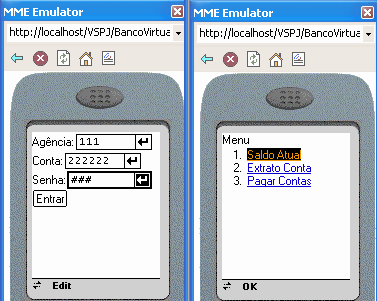 MME Emulator
http://localhost/VSPJ/BancoVirtua
Agência: 111
Conta: 222222
Senha: ###
Entrar
Edit
MME Emulator
http://localhost/VSPJ/BancoVirtua
Menu
1. Saldo Atual
2. Extrato Conta
3. Pagar Contas
OK